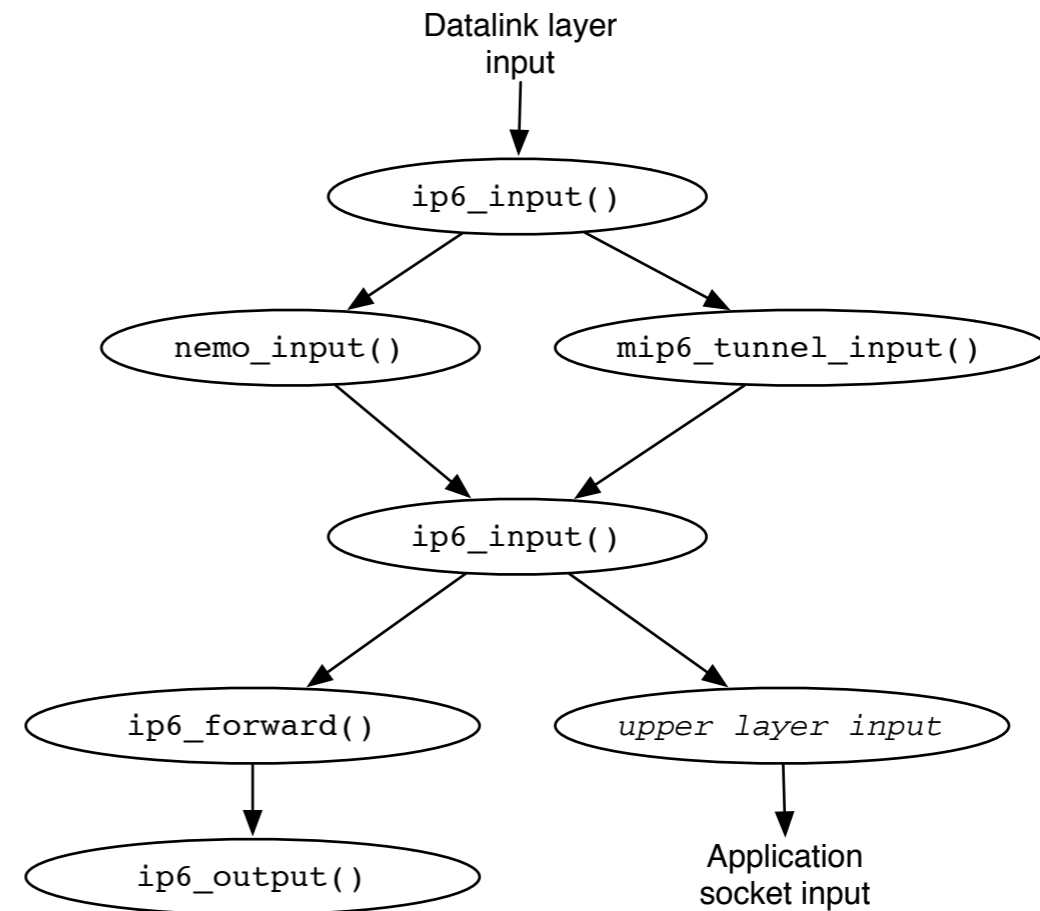 Datalink layer
input
ip6_input()
nemo_input()
mip6_tunnel_input()
ip6_input()
ip6_forward()
upper layer input
ip6_output()
Application
socket input